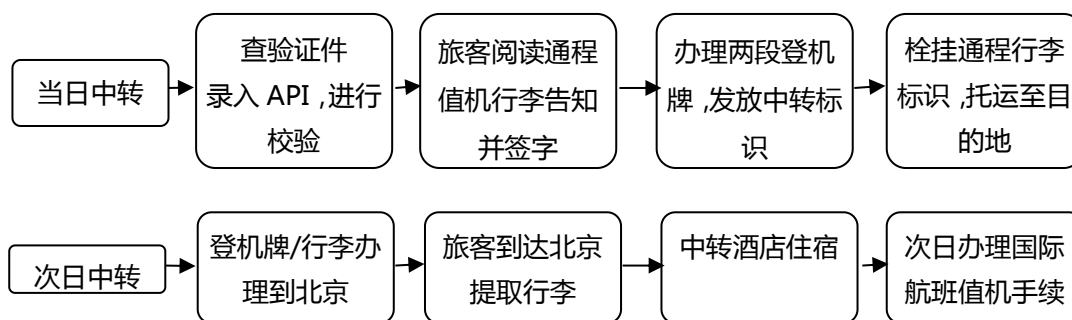 当日中转
查验证件
录入 API ,进行
校验
旅客阅读通程
值机行李告知
并签字
办理两段登机
牌 ,发放中转标
识
栓挂通程行李
标识 ,托运至目
的地
次日中转
登机牌/行李办
理到北京
旅客到达北京
提取行李
中转酒店住宿
次日办理国际
航班值机手续